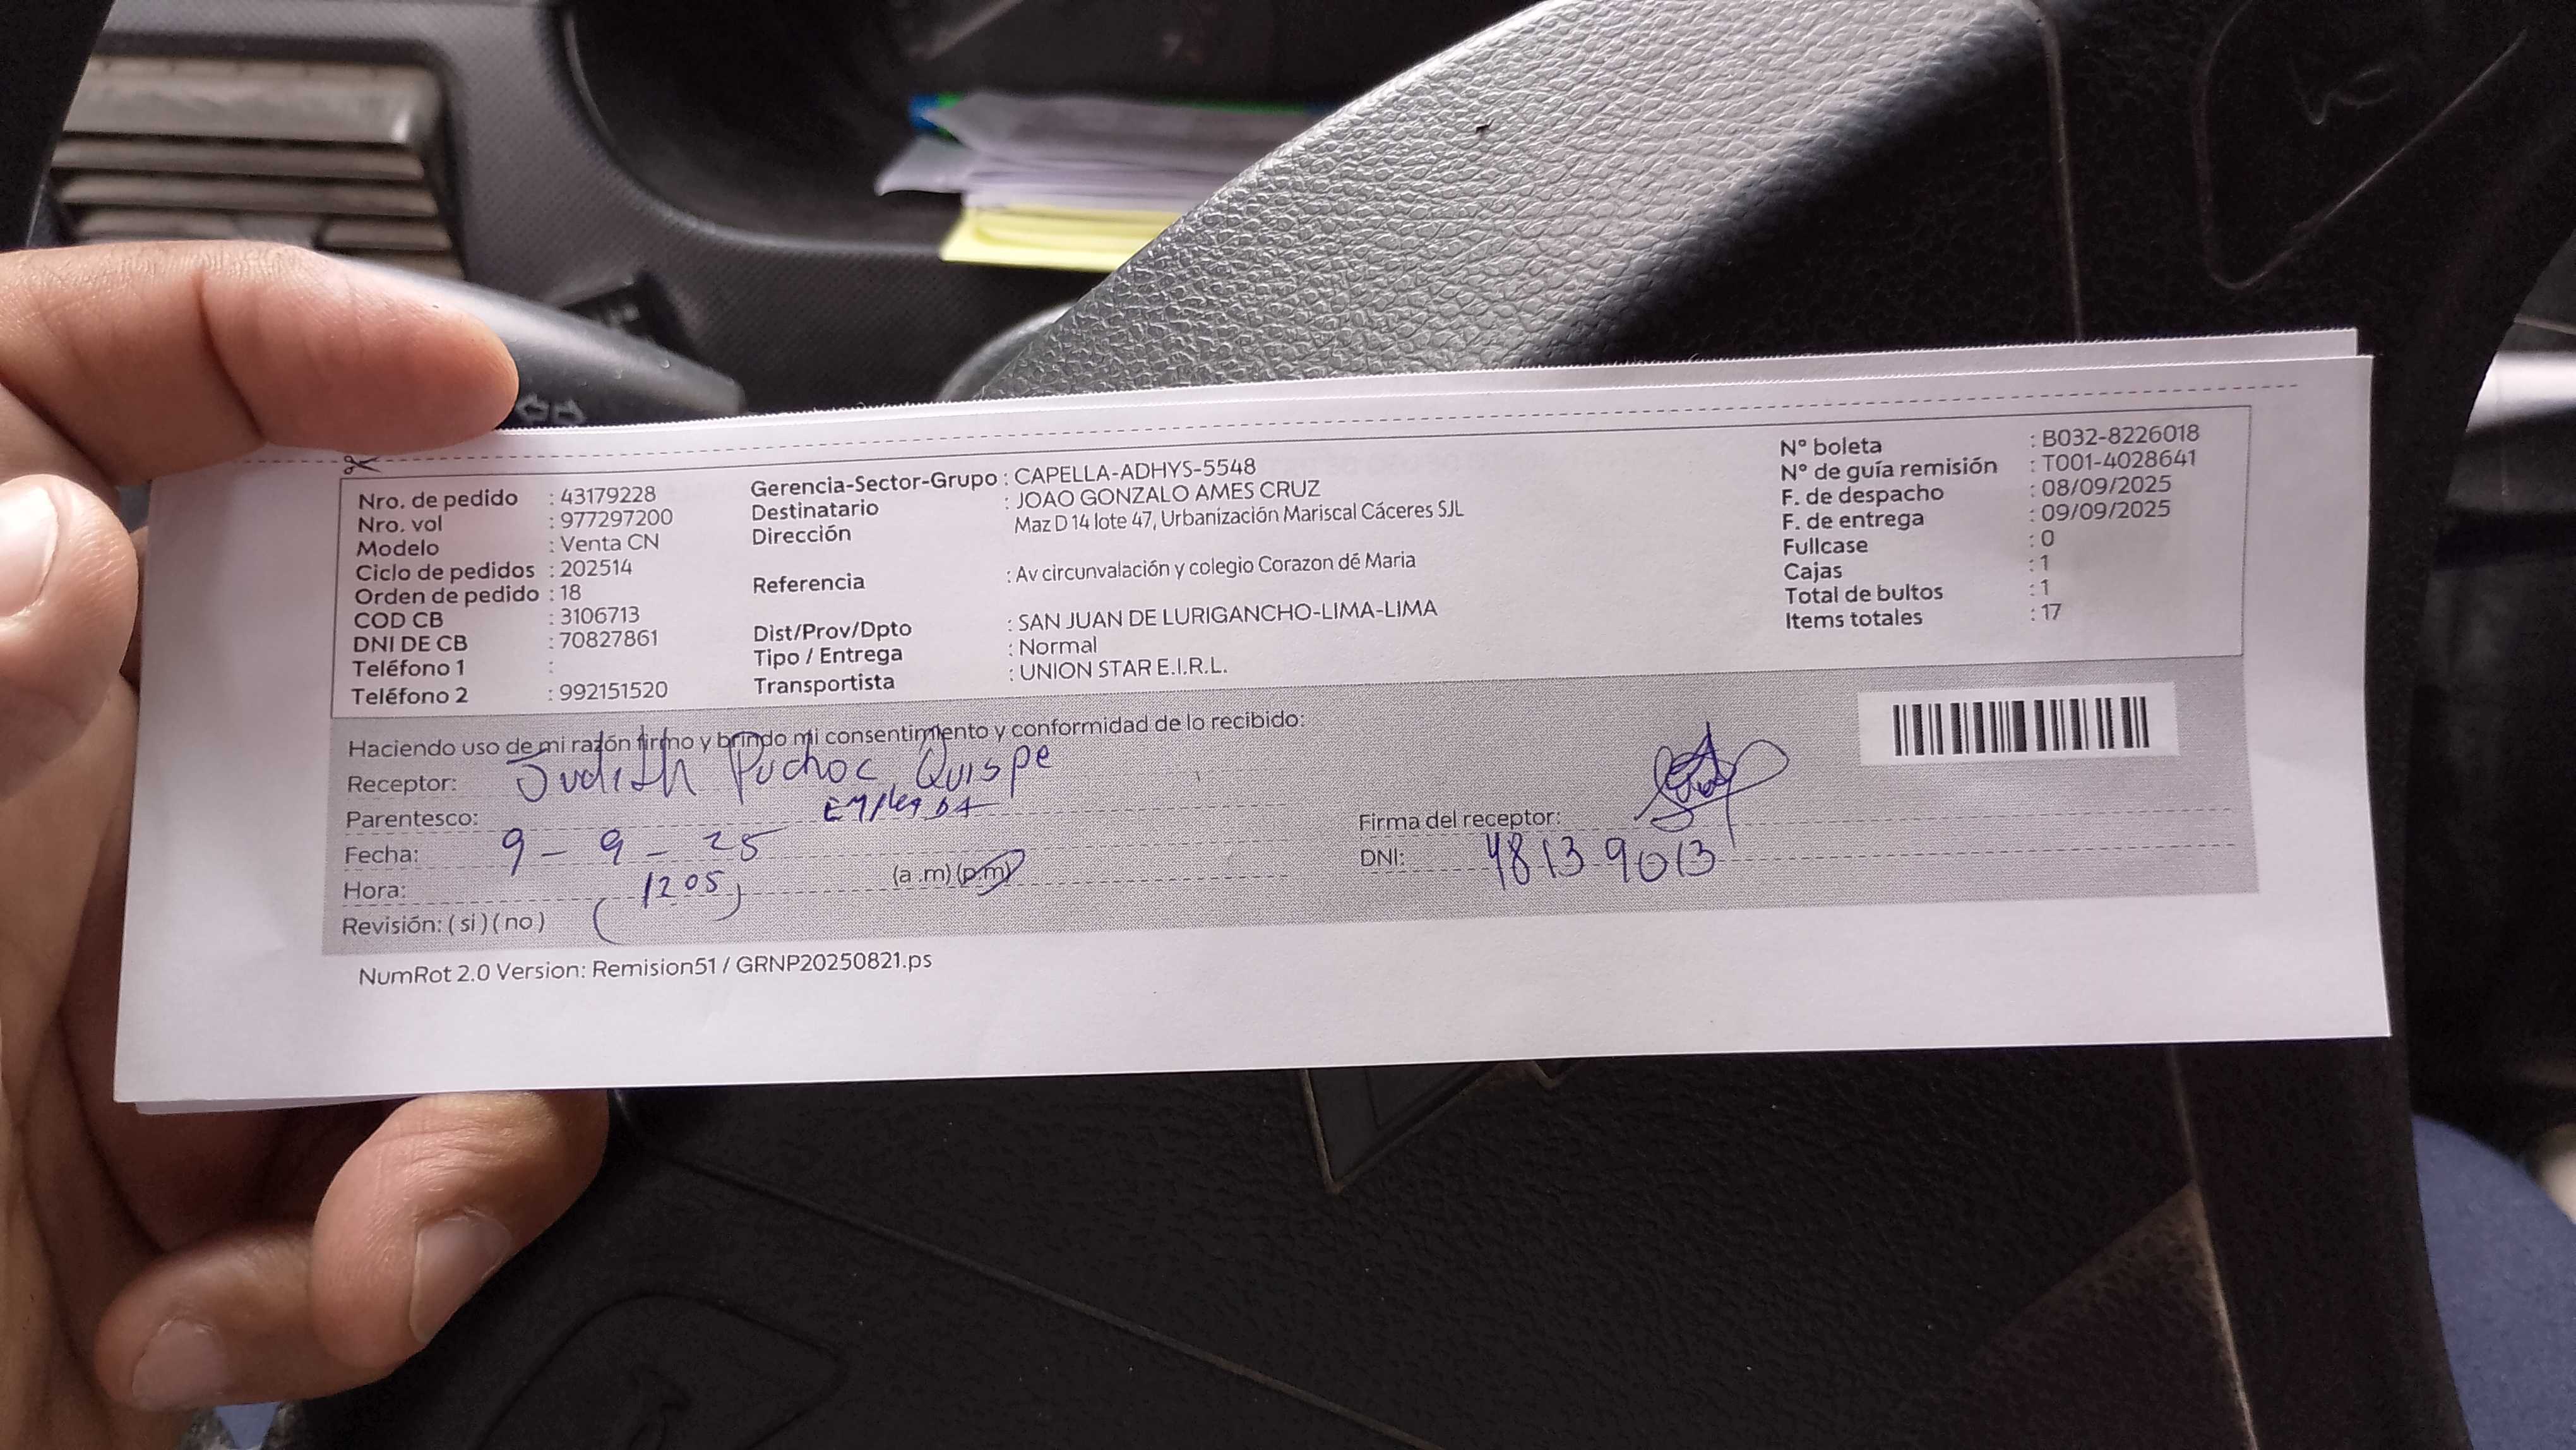 Nro. de pedido : 43179228
Nro. vol : 977297200
Modelo : Venta CN
Ciclo de pedidos : 202514
Orden de pedido : 18
COD CB : 3106713
DNI DE CB : 70827861
Teléfono 1 :
Teléfono 2 : 992151520
Gerencia-Sector-Grupo : CAPELLA-ADHYS-5548
Destinatario : JOAO GONZALO AMES CRUZ
Dirección Maz D 14 lote 47, Urbanización Mariscal Cáceres SJL
Referencia : Av circunvalación y colegio Corazon dé Maria
Dist/Prov/Dpto : SAN JUAN DE LURIGANCHO-LIMA-LIMA
Tipo / Entrega : Normal
Transportista : UNION STAR E.I.R.L.
N° boleta : B032-8226018
N° de guía remisión : T001-4028641
F. de despacho : 08/09/2025
F. de entrega : 09/09/2025
Fullcase : 0
Cajas : 1
Total de bultos : 1
Items totales : 17
Haciendo uso de mi razón firmo y brindo mi consentimiento y conformidad de lo recibido:
Receptor: Judith Puchoc Quispe
Parentesco:
Fecha: 9 - 9 - 25
Hora: 1205 (a .m) (p.m)
Revisión: ( si ) ( no )
Firma del receptor:
DNI: 48139013
NumRot 2.0 Version: Remision51 / GRNP20250821.ps